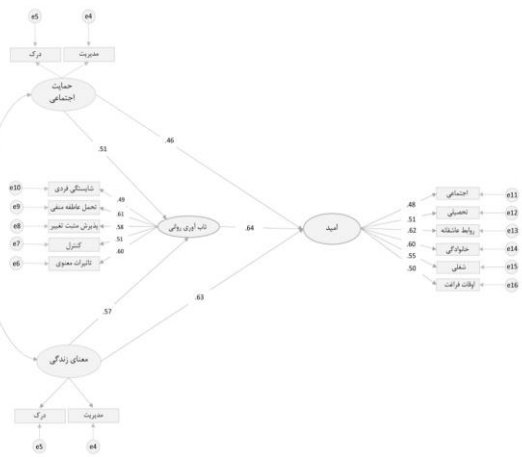 e5
e4
درک
مدیریت
حمایت
اجتماعی
.51
.46
e10
شایستگی فردی
.49
e9
تحمل عاطفه منفی
.61
e8
پذیرش مثبت تغییر
.58
e7
کنترل
.51
e6
تاثیرات معنوی
.60
تاب آوری روانی
.64
امید
.48
اجتماعی
e11
.51
تحصیلی
e12
.62
روابط عاشقانه
e13
.60
خانوادگی
e14
.55
شغلی
e15
.50
اوقات فراغت
e16
.57
.63
معنای زندگی
درک
مدیریت
e5
e4